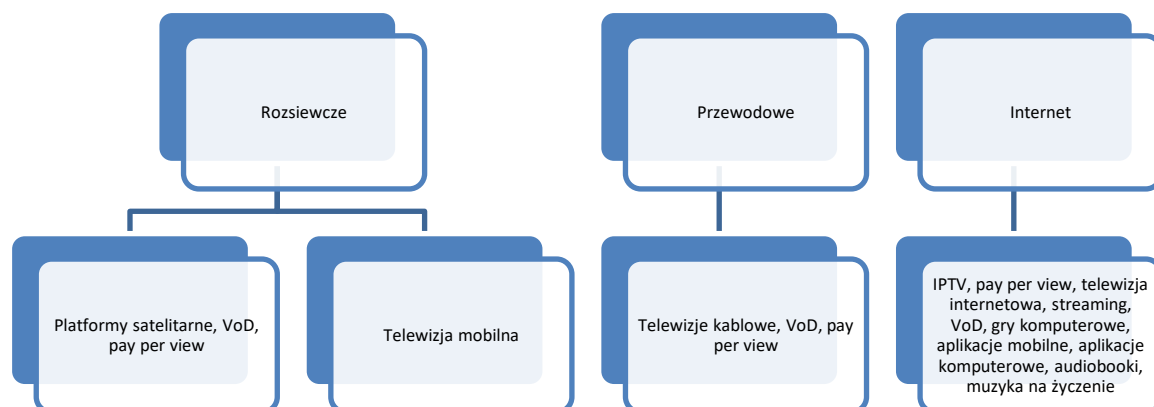 Rozsiewcze
Przewodowe
Internet
Platformy satelitarne, VoD,
pay per view
Telewizja mobilna
Telewizje kablowe, VoD, pay
per view
IPTV, pay per view, telewizja
internetowa, streaming,
VoD, gry komputerowe,
aplikacje mobilne, aplikacje
komputerowe, audiobooki,
muzyka na życzenie